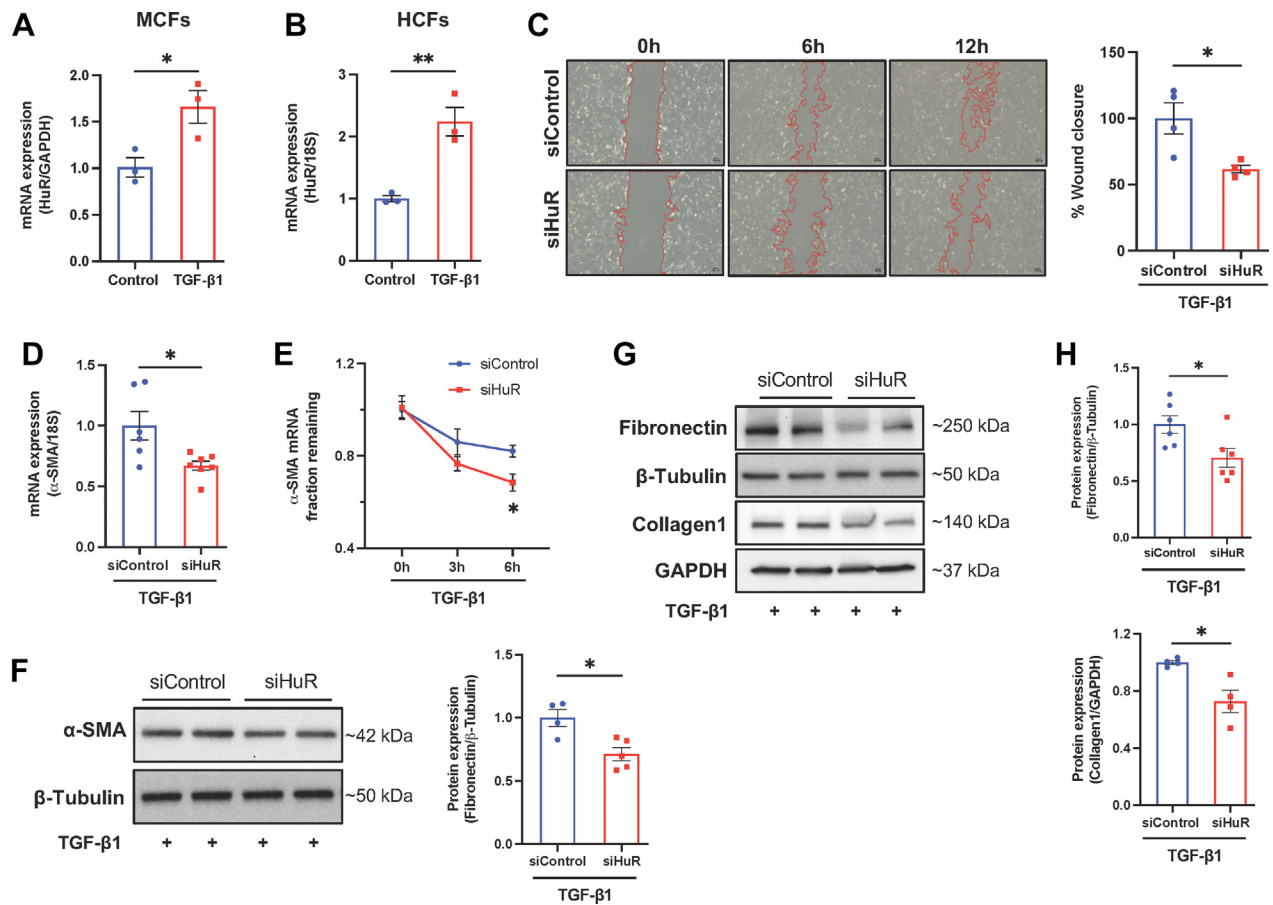 A
MCFs
*
mRNA expression
(HuR/GAPDH)
2.0
1.5
1.0
0.5
0.0
Control
TGF-β1
B
HCFs
**
mRNA expression
(HuR/18S)
3
2
1
0
Control
TGF-β1
C
0h
6h
12h
siControl
siHuR
*
% Wound closure
150
100
50
0
siControl
siHuR
TGF-β1
D
*
mRNA expression
(α-SMA/18S)
1.5
1.0
0.5
0.0
siControl
siHuR
TGF-β1
E
siControl
siHuR
α-SMA mRNA
fraction remaining
1.2
0.8
0.4
*
0h
3h
6h
TGF-β1
G
siControl
siHuR
Fibronectin
~250 kDa
β-Tubulin
~50 kDa
Collagen1
~140 kDa
GAPDH
~37 kDa
TGF-β1
+ + + +
H
*
Protein expression
(Fibronectin/β-Tubulin)
1.5
1.0
0.5
0.0
siControl
siHuR
TGF-β1
*
Protein expression
(Collagen1/GAPDH)
1.2
0.8
0.4
0.0
siControl
siHuR
TGF-β1
F
siControl
siHuR
α-SMA
~42 kDa
β-Tubulin
~50 kDa
TGF-β1
+ + + +
*
Protein expression
(Fibronectin/β-Tubulin)
1.5
1.0
0.5
0.0
siControl
siHuR
TGF-β1